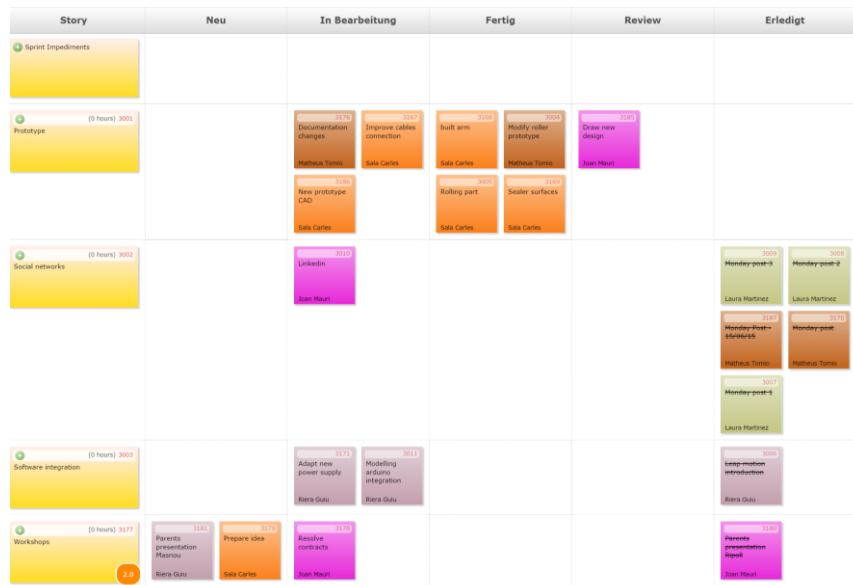 Story Neu In Bearbeitung Fertig Review Erledigt
Sprint Impediments
(0 hours) 3001
Prototype
3176
Documentation
changes
Matheus Tomio
3167
Improve cables
connection
Sala Carles
3168
built arm
Sala Carles
3004
Modify roller
prototype
Matheus Tomio
3185
Draw new
design
Joan Mauri
3186
New prototype
CAD
Sala Carles
3005
Rolling part
Sala Carles
3169
Sealer surfaces
Sala Carles
(0 hours) 3002
Social networks
3010
Linkedin
Joan Mauri
3009
Monday post 3
Laura Martinez
3008
Monday post 2
Laura Martinez
3187
Monday Post -
15/06/15
Matheus Tomio
3170
Monday post
Matheus Tomio
3007
Monday post 1
Laura Martinez
(0 hours) 3003
Software integration
3171
Adapt new
power supply
Riera Guiu
3011
Modelling
arduino
integration
Riera Guiu
3006
Leap motion
introduction
Riera Guiu
(0 hours) 3177
Workshops
2.0
3181
Parents
presentation
Masnou
Riera Guiu
3179
Prepare idea
Sala Carles
3178
Resolve
contracts
Joan Mauri
3180
Parents
presentation
Ripoll
Joan Mauri